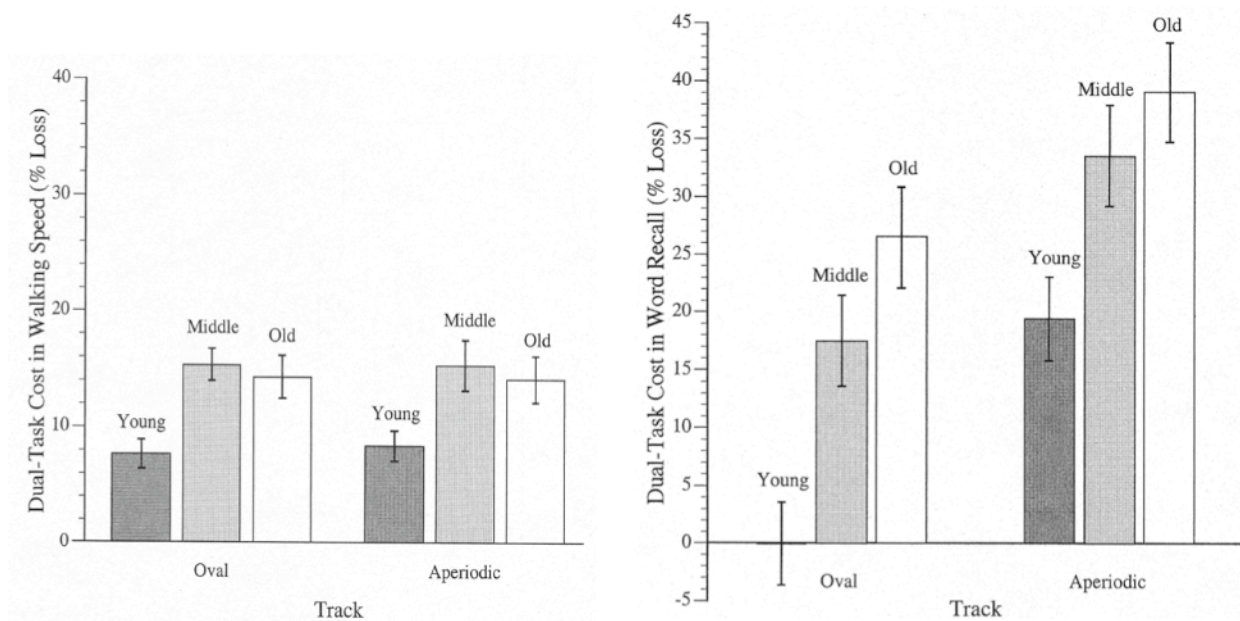 Dual-Task Cost in Walking Speed (% Loss)
40
30
20
10
0
Young
Middle
Old
Young
Middle
Old
Oval
Aperiodic
Track
Dual-Task Cost in Word Recall (% Loss)
45
40
35
30
25
20
15
10
5
0
-5
Young
Middle
Old
Young
Middle
Old
Oval
Aperiodic
Track